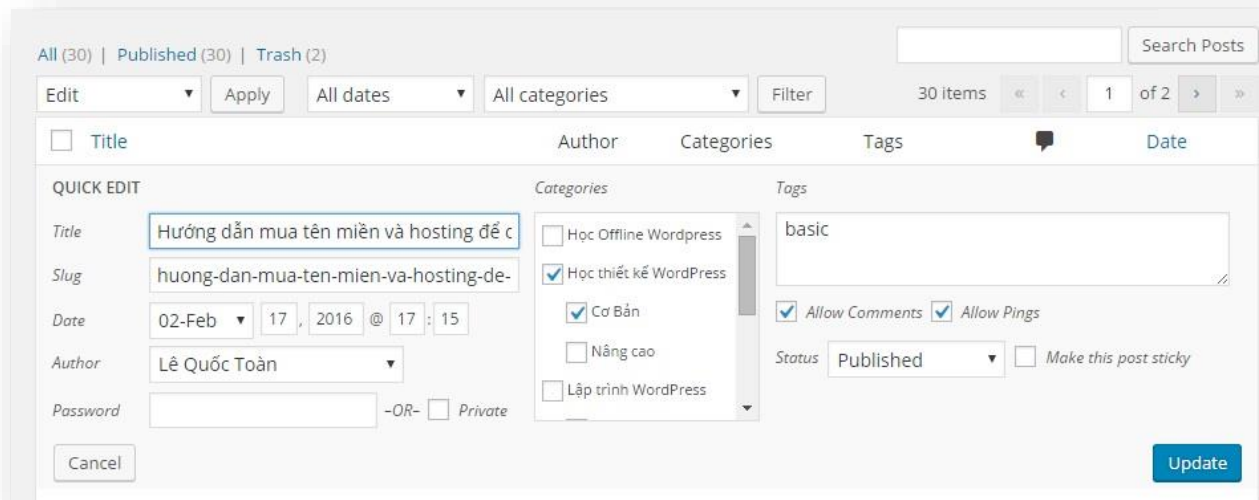 Search Posts
All (30) | Published (30) | Trash (2)
Edit Apply All dates All categories Filter 30 items « ‹ 1 of 2 › »
Title Author Categories Tags Date
QUICK EDIT
Categories
Tags
Title Hướng dẫn mua tên miền và hosting để c
Slug huong-dan-mua-ten-mien-va-hosting-de-
Date 02-Feb 17 , 2016 @ 17 : 15
Author Lê Quốc Toàn
Password –OR– Private
Học Offline Wordpress
Học thiết kế WordPress
Cơ Bản
Nâng cao
Lập trình WordPress
basic
Allow Comments Allow Pings
Status Published Make this post sticky
Cancel Update